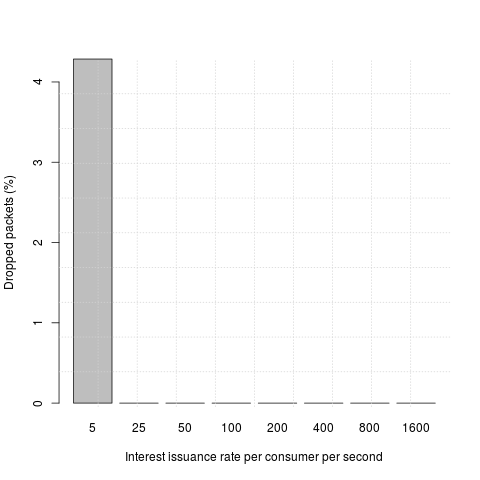 4
3
2
1
0
Dropped packets (%)
5 25 50 100 200 400 800 1600
Interest issuance rate per consumer per second